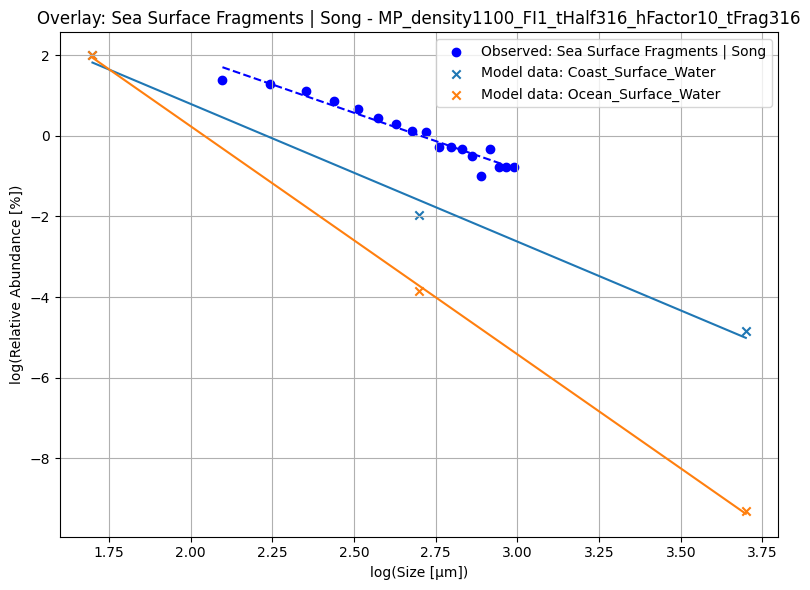 Overlay: Sea Surface Fragments | Song - MP_density1100_FI1_tHalf316_hFactor10_tFrag316
Observed: Sea Surface Fragments | Song
Model data: Coast_Surface_Water
Model data: Ocean_Surface_Water
log(Relative Abundance [%])
2
0
−2
−4
−6
−8
1.75
2.00
2.25
2.50
2.75
3.00
3.25
3.50
3.75
log(Size [μm])